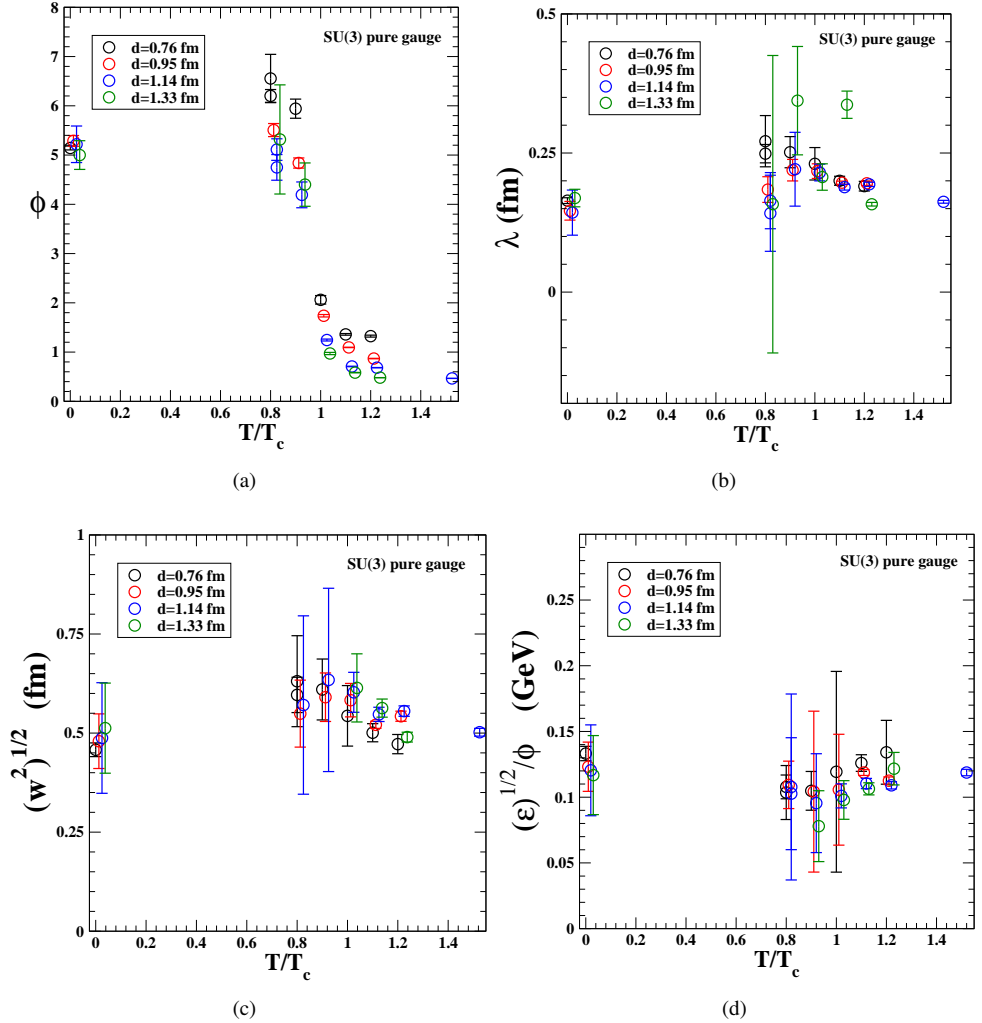 SU(3) pure gauge
d=0.76 fm
d=0.95 fm
d=1.14 fm
d=1.33 fm
8
7
6
5
4
3
2
1
0
ϕ
0 0.2 0.4 0.6 0.8 1 1.2 1.4
T/T_c
(a)
SU(3) pure gauge
d=0.76 fm
d=0.95 fm
d=1.14 fm
d=1.33 fm
0.5
0.25
0
λ (fm)
0 0.2 0.4 0.6 0.8 1 1.2 1.4
T/T_c
(b)
SU(3) pure gauge
d=0.76 fm
d=0.95 fm
d=1.14 fm
d=1.33 fm
1
0.75
0.5
0.25
0
(w^2)^1/2 (fm)
0 0.2 0.4 0.6 0.8 1 1.2 1.4
T/T_c
(c)
SU(3) pure gauge
d=0.76 fm
d=0.95 fm
d=1.14 fm
d=1.33 fm
0.25
0.2
0.15
0.1
0.05
0
(ε)^1/2/ϕ (GeV)
0 0.2 0.4 0.6 0.8 1 1.2 1.4
T/T_c
(d)